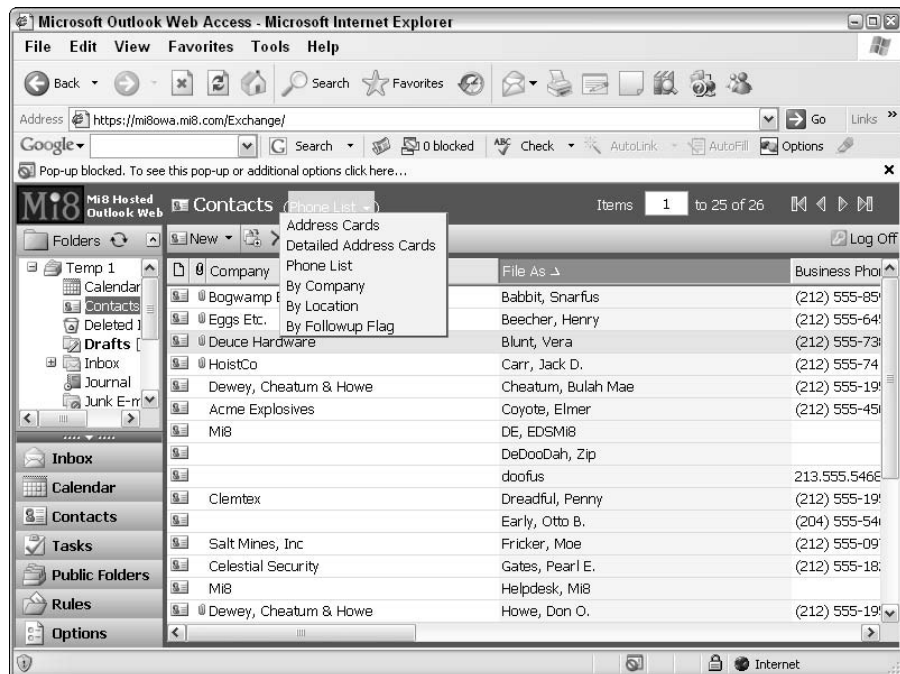 Microsoft Outlook Web Access - Microsoft Internet Explorer
File Edit View Favorites Tools Help
Back Search Favorites
Address https://mi8owa.mi8.com/Exchange/ Go Links »
Google Search 0 blocked ABC Check AutoLink AutoFill Options
Pop-up blocked. To see this pop-up or additional options click here...
Mi8 Mi8 Hosted Outlook Web Contacts (Phone List) Items 1 to 25 of 26
Folders New Log Off
Address Cards
Detailed Address Cards
Phone List
By Company
By Location
By Followup Flag
Temp 1
Calendar
Contacts
Deleted I
Drafts [
Inbox
Journal
Junk E-m
Inbox
Calendar
Contacts
Tasks
Public Folders
Rules
Options
Company File As Business Phon
Bogwamp Babbit, Snarfus (212) 555-85
Eggs Etc. Beecher, Henry (212) 555-64
Deuce Hardware Blunt, Vera (212) 555-73
HoistCo Carr, Jack D. (212) 555-74
Dewey, Cheatum & Howe Cheatum, Bulah Mae (212) 555-19
Acme Explosives Coyote, Elmer (212) 555-45
Mi8 DE, EDSMi8
DeDooDah, Zip
doofus 213.555.5468
Clemtex Dreadful, Penny (212) 555-19
Early, Otto B. (204) 555-54
Salt Mines, Inc Fricker, Moe (212) 555-09
Celestial Security Gates, Pearl E. (212) 555-18
Mi8 Helpdesk, Mi8
Dewey, Cheatum & Howe Howe, Don O. (212) 555-19
Internet